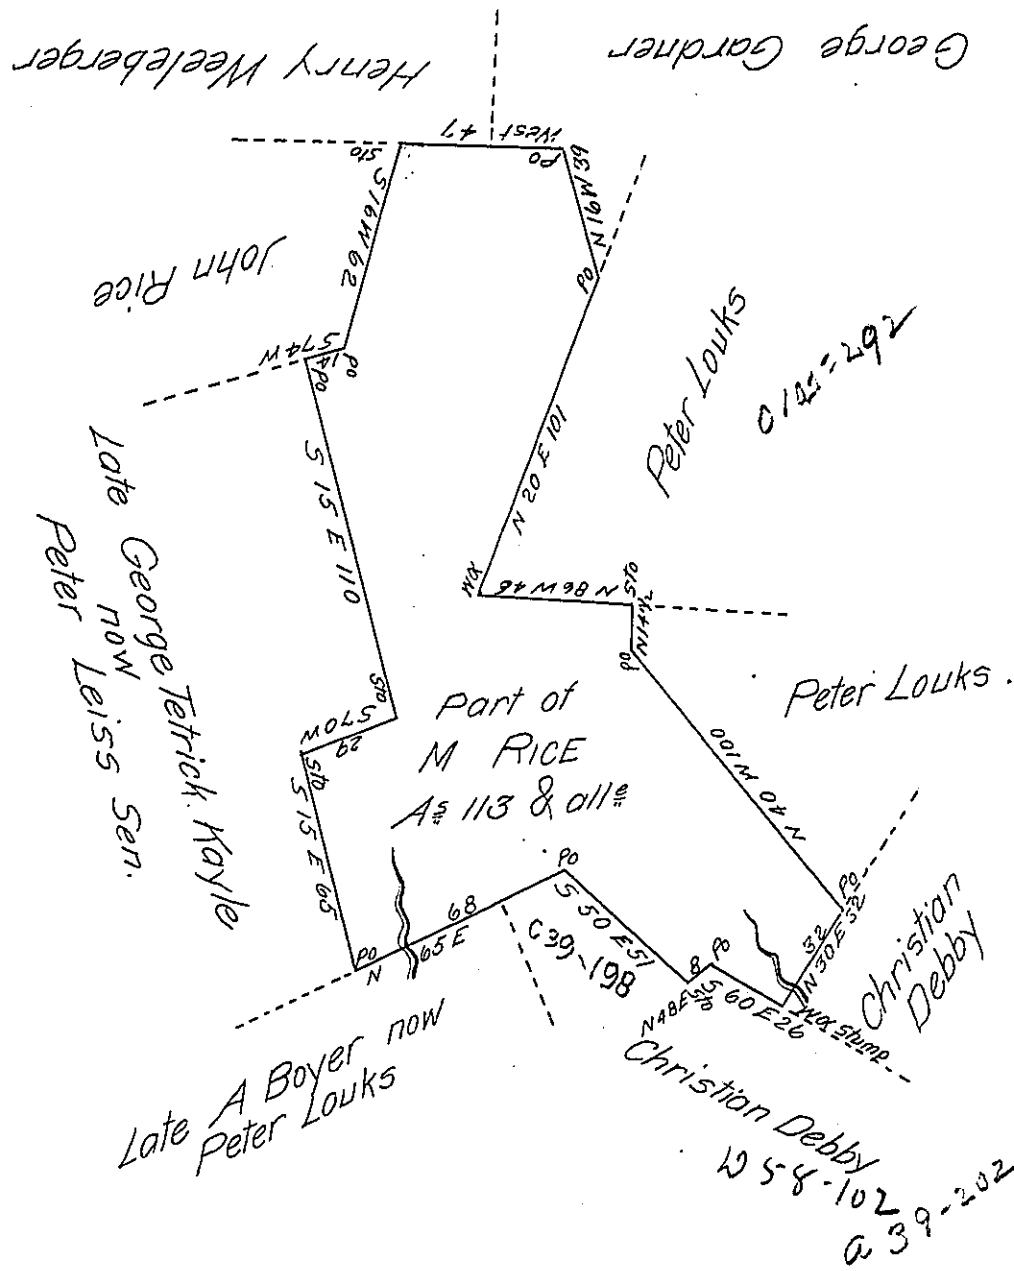 Henry Weeleberger
George Gardner
West 47
Po
Sto
N 16 W 39
S 16 W 62
John Rice
Po
Peter Louks
S 74 W
14
Po
Po
N 20 E 101
S 15 E 110
Late George Tetrick Kayle
now
Peter Leiss Sen.
Wo
N 86 W 46
Sto
N 14 1/2
Po
Peter Louks.
Sto
S 70 W
29
Sto
Part of
M RICE
As 113 & alle
N 40 W 100
S 15 E 65
Po
N 65 E
68
Po
S 50 E 51
C 39-198
N 48 E
8
Sto
Po
S 60 E 26
32
N 30 E 32
Po
Wo Stump
Christian
Debby
Late A Boyer now
Peter Louks
Christian Debby
D 58-102
a 39-202